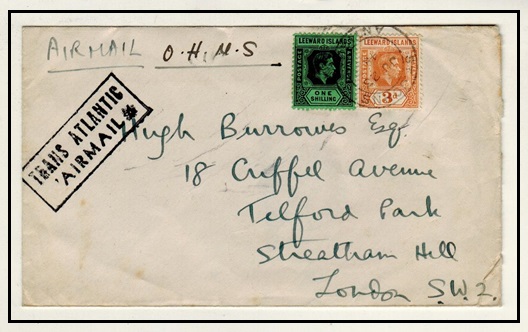 AIRMAIL O.H.M.S
LEEWARD ISLANDS
POSTAGE
ONE
SHILLING
LEEWARD ISLANDS
3d
TRANS ATLANTIC
'AIRMAIL'
Hugh Burrowes Esq.
18 Criffel Avenue
Telford Park
Streatham Hill
London S.W.2.